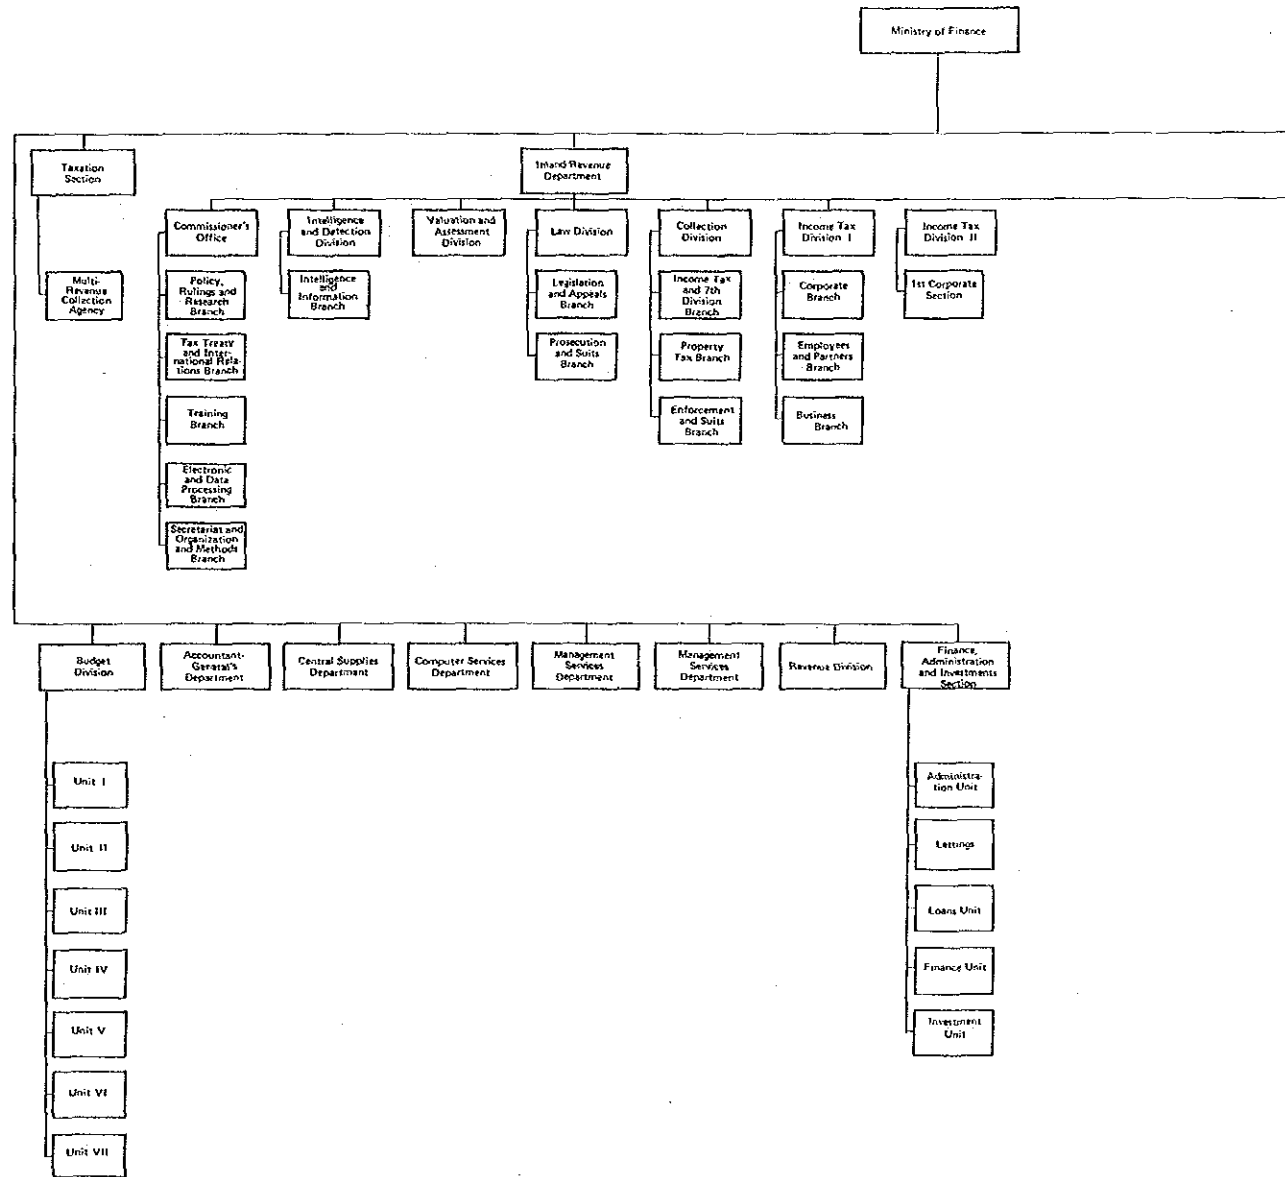 Ministry of Finance
Taxation
Section
Inland Revenue
Department
Commissioner's
Office
Intelligence
and Detection
Division
Valuation and
Assessment
Division
Law Division
Collection
Division
Income Tax
Division I
Income Tax
Division II
Multi-
Revenue
Collection
Agency
Policy,
Rulings and
Research
Branch
Intelligence
and
Information
Branch
Legislation
and Appeals
Branch
Income Tax
and 7th
Division
Branch
Corporate
Branch
1st Corporate
Section
Tax Treaty
and Inter-
national Rela-
tions Branch
Prosecution
and Suits
Branch
Property
Tax Branch
Employees
and Partners
Branch
Training
Branch
Enforcement
and Suits
Branch
Business
Branch
Electronic
and Data
Processing
Branch
Secretariat and
Organization
and Methods
Branch
Budget
Division
Accountant-
General's
Department
Central Supplies
Department
Computer Services
Department
Management
Services
Department
Management
Services
Department
Revenue Division
Finance,
Administration
and Investments
Section
Unit I
Unit II
Unit III
Unit IV
Unit V
Unit VI
Unit VII
Administra-
tion Unit
Lettings
Loans Unit
Finance Unit
Investment
Unit